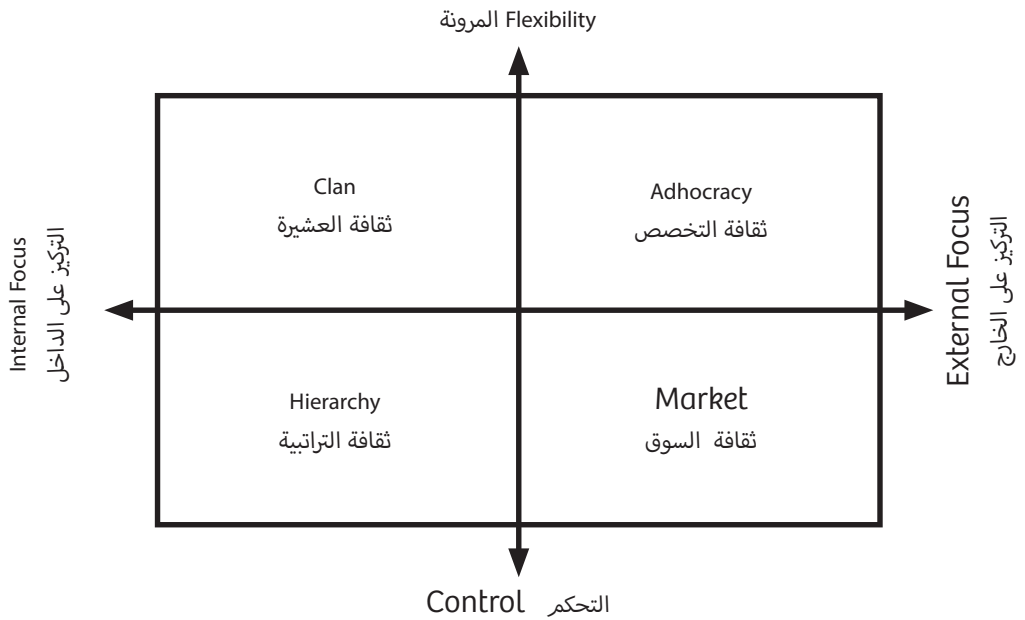 المرونة Flexibility
Clan
ثقافة العشيرة
Adhocracy
ثقافة التخصص
Internal Focus
التركيز على الداخل
External Focus
التركيز على الخارج
Hierarchy
ثقافة التراتبية
Market
ثقافة السوق
Control التحكم